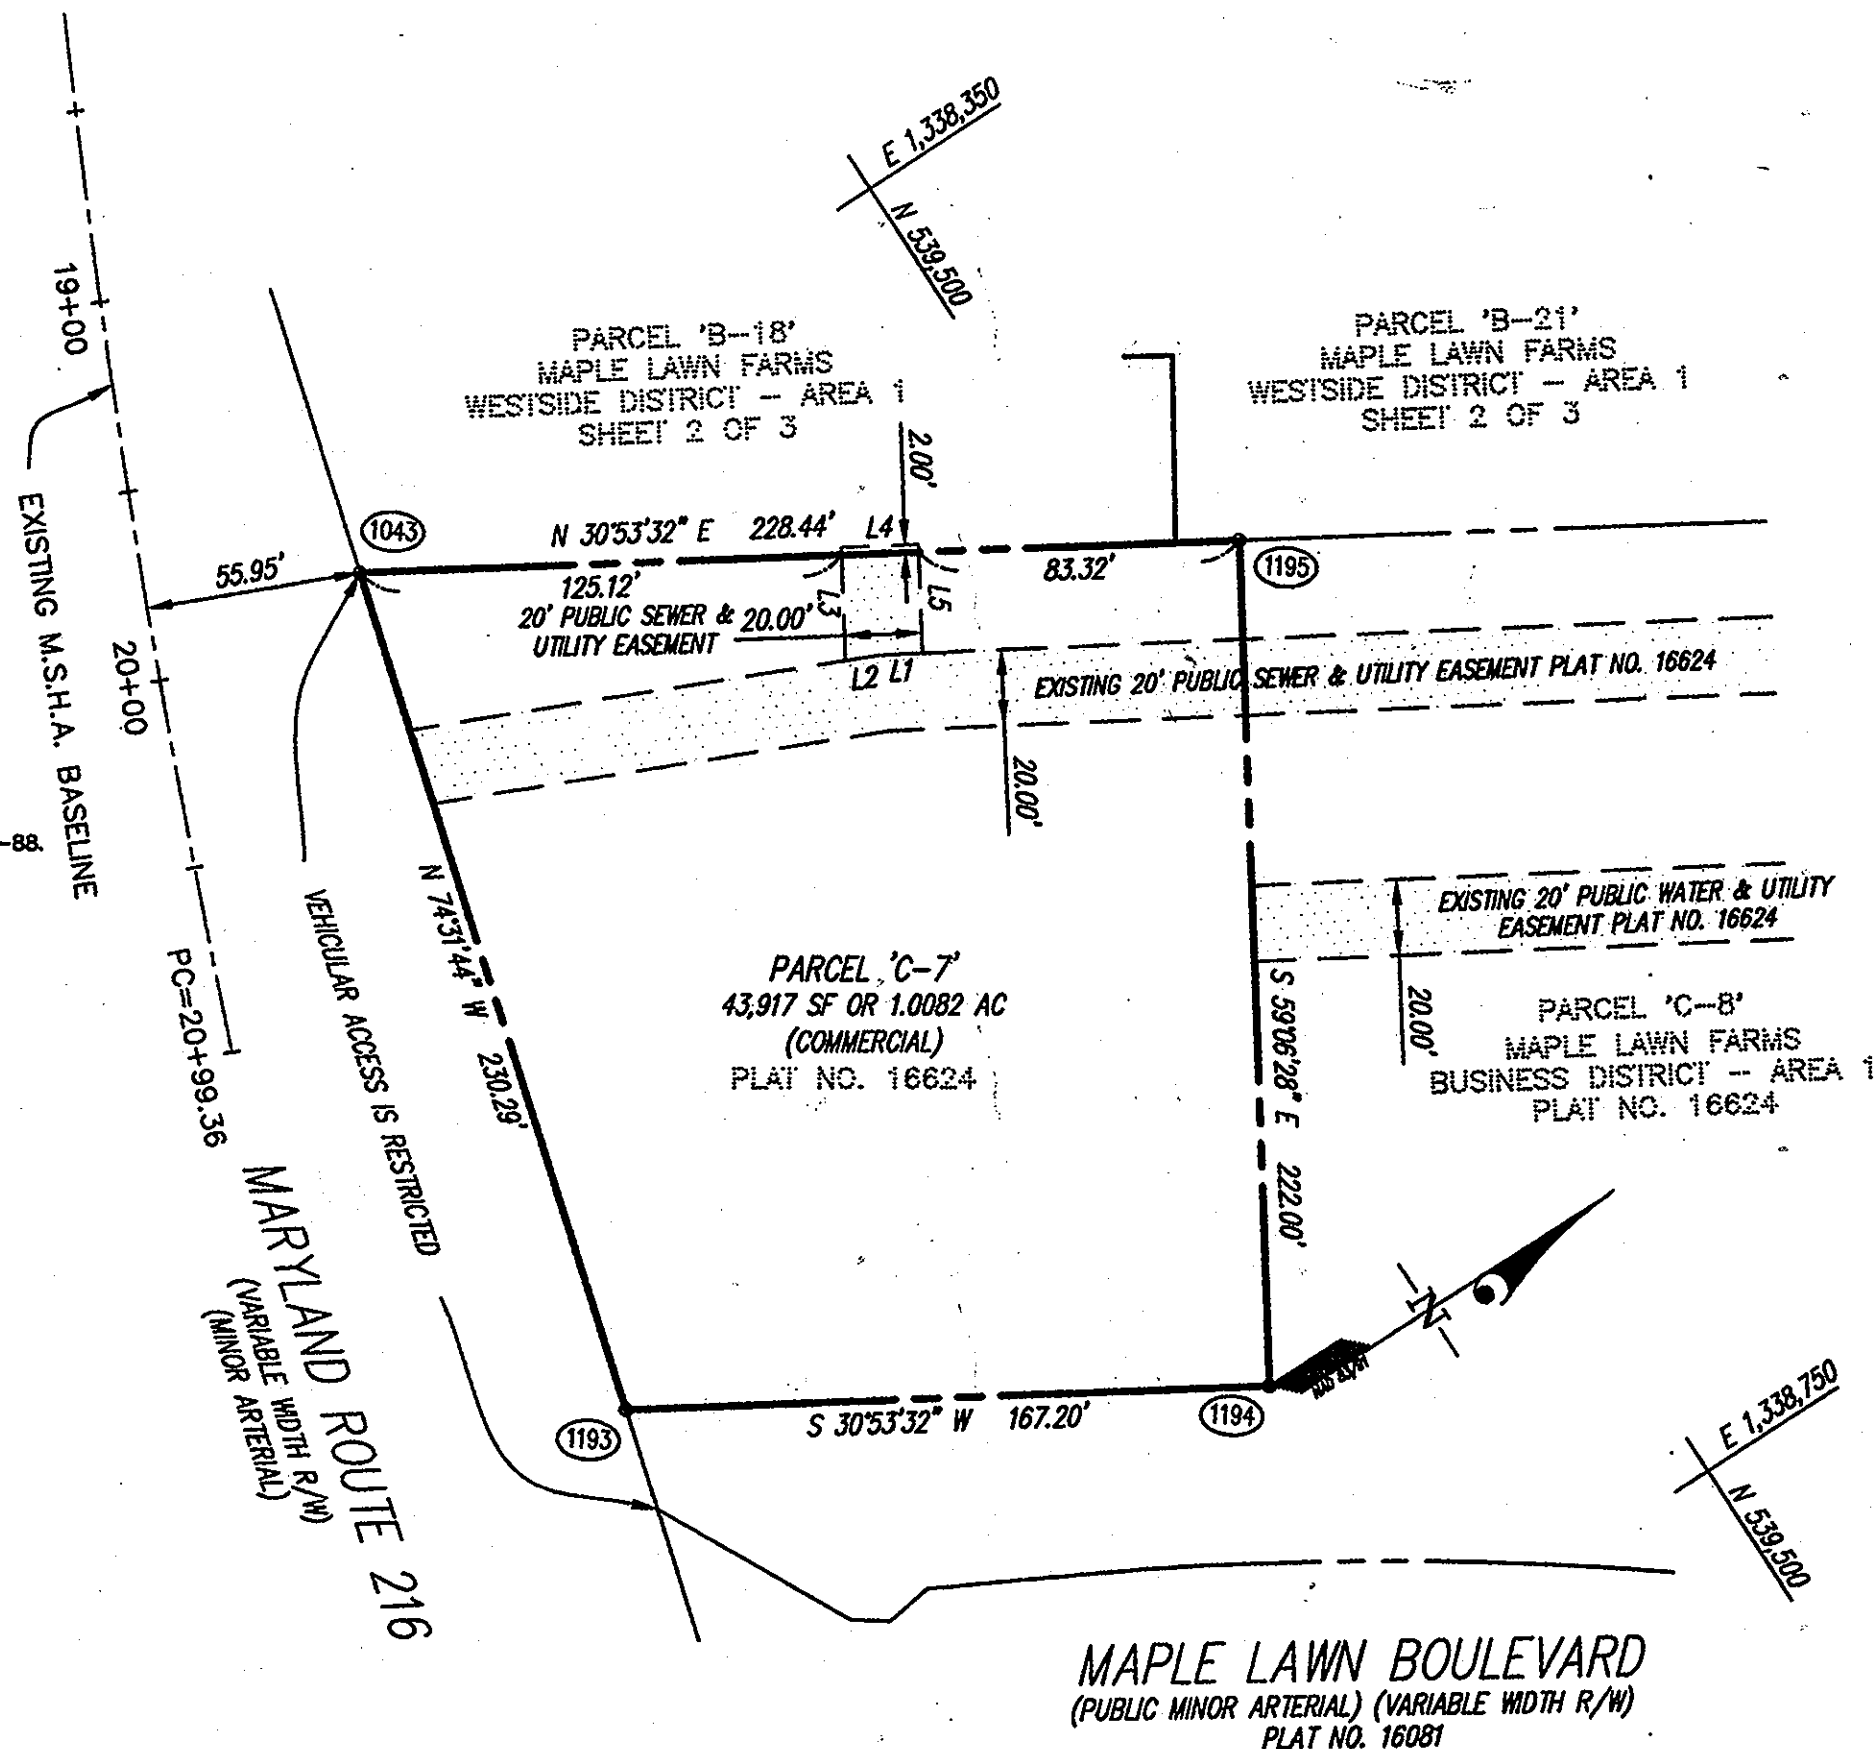 E 1,338,350
N 539,500
19+00
PARCEL 'B-18'
MAPLE LAWN FARMS
WESTSIDE DISTRICT - AREA 1
SHEET 2 OF 3
PARCEL 'B-21'
MAPLE LAWN FARMS
WESTSIDE DISTRICT - AREA 1
SHEET 2 OF 3
2.00'
EXISTING M.S.H.A. BASELINE
1043
N 30°53'32" E 228.44'
L4
55.95'
125.12'
83.32'
1195
L3
L5
20' PUBLIC SEWER & 20.00'
UTILITY EASEMENT
L2 L1
20+00
EXISTING 20' PUBLIC SEWER & UTILITY EASEMENT PLAT NO. 16624
20.00'
-88.
N 74°31'44" W 230.29'
VEHICULAR ACCESS IS RESTRICTED
PC=20+99.36
EXISTING 20' PUBLIC WATER & UTILITY
EASEMENT PLAT NO. 16624
20.00'
PARCEL 'C-7'
43,917 SF OR 1.0082 AC
(COMMERCIAL)
PLAT NO. 16624
S 59°06'28" E 222.00'
PARCEL 'C-8'
MAPLE LAWN FARMS
BUSINESS DISTRICT - AREA 1
PLAT NO. 16624
MARYLAND ROUTE 216
(VARIABLE WIDTH R/W)
(MINOR ARTERIAL)
N
NAD 83/91
1193
S 30°53'32" W 167.20'
1194
E 1,338,750
N 539,500
MAPLE LAWN BOULEVARD
(PUBLIC MINOR ARTERIAL) (VARIABLE WIDTH R/W)
PLAT NO. 16081